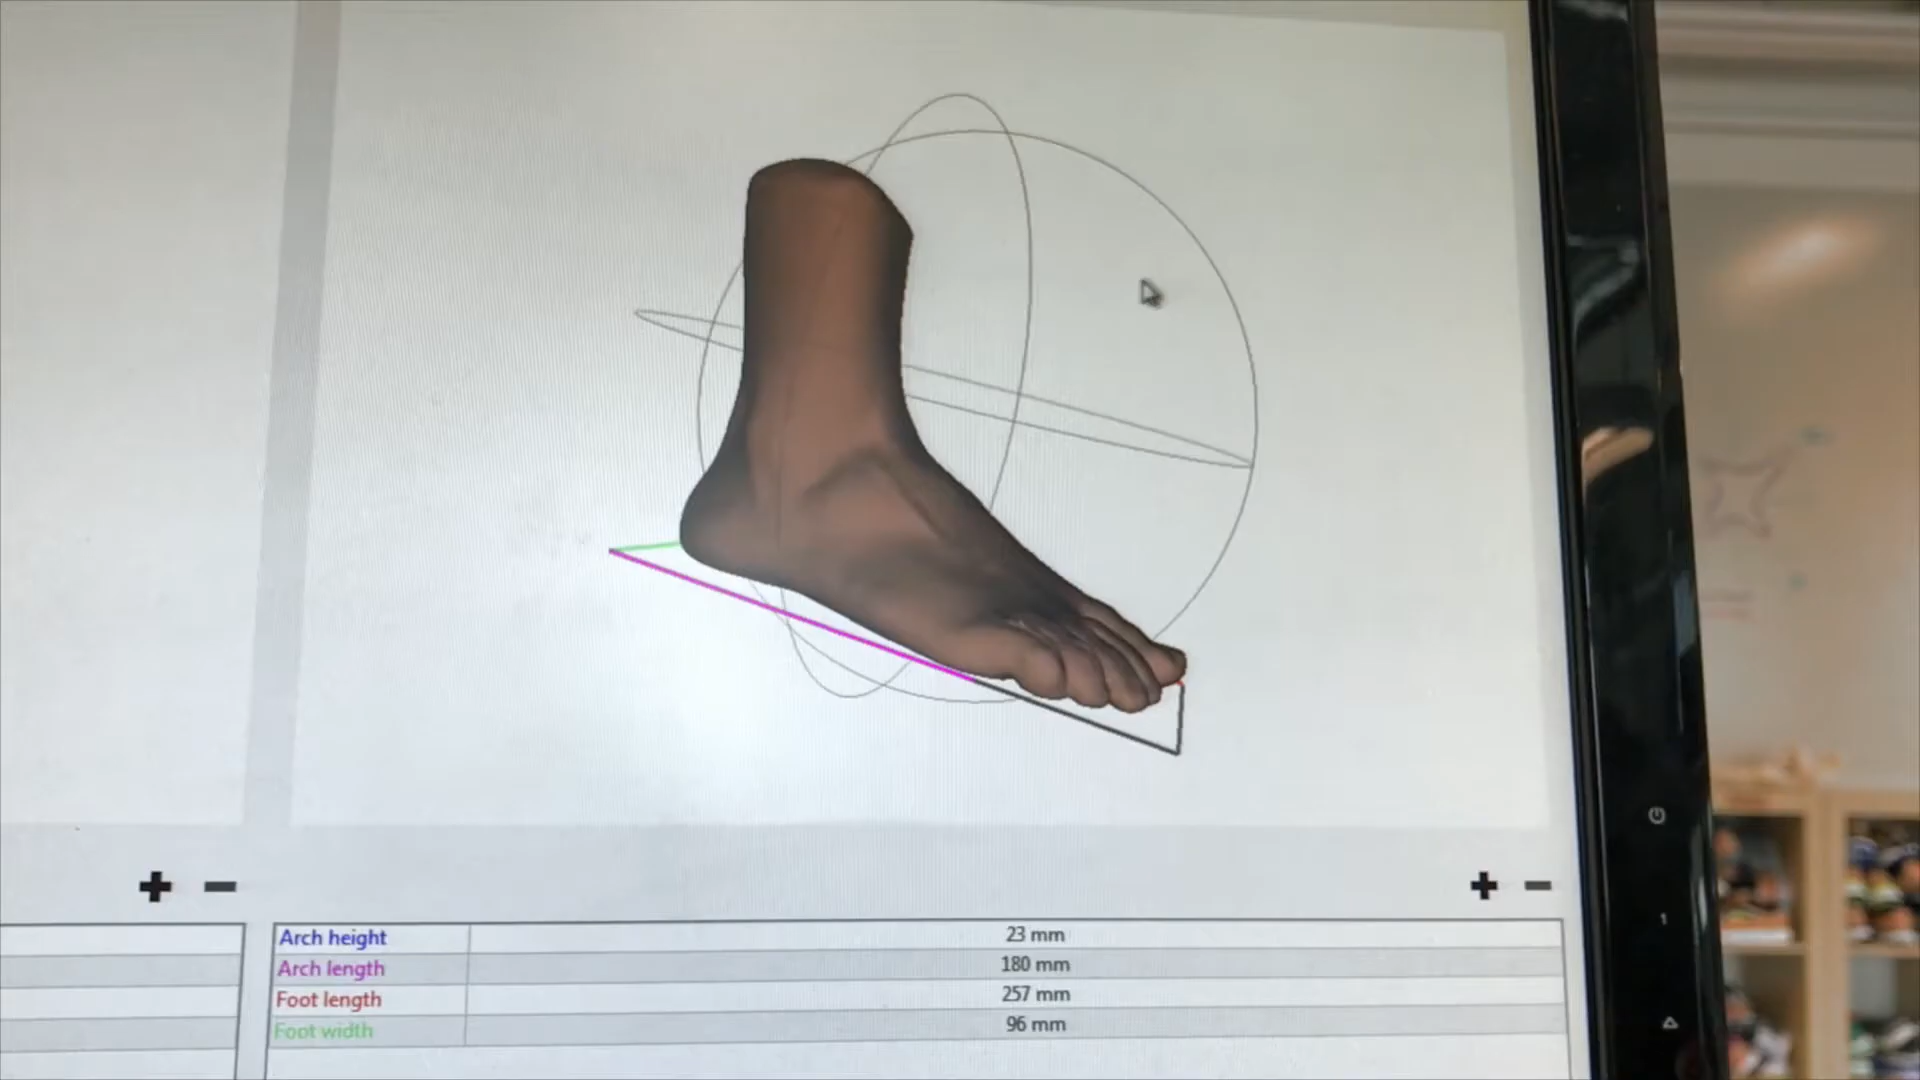 Arch height 23 mm
Arch length 180 mm
Foot length 257 mm
Foot width 96 mm